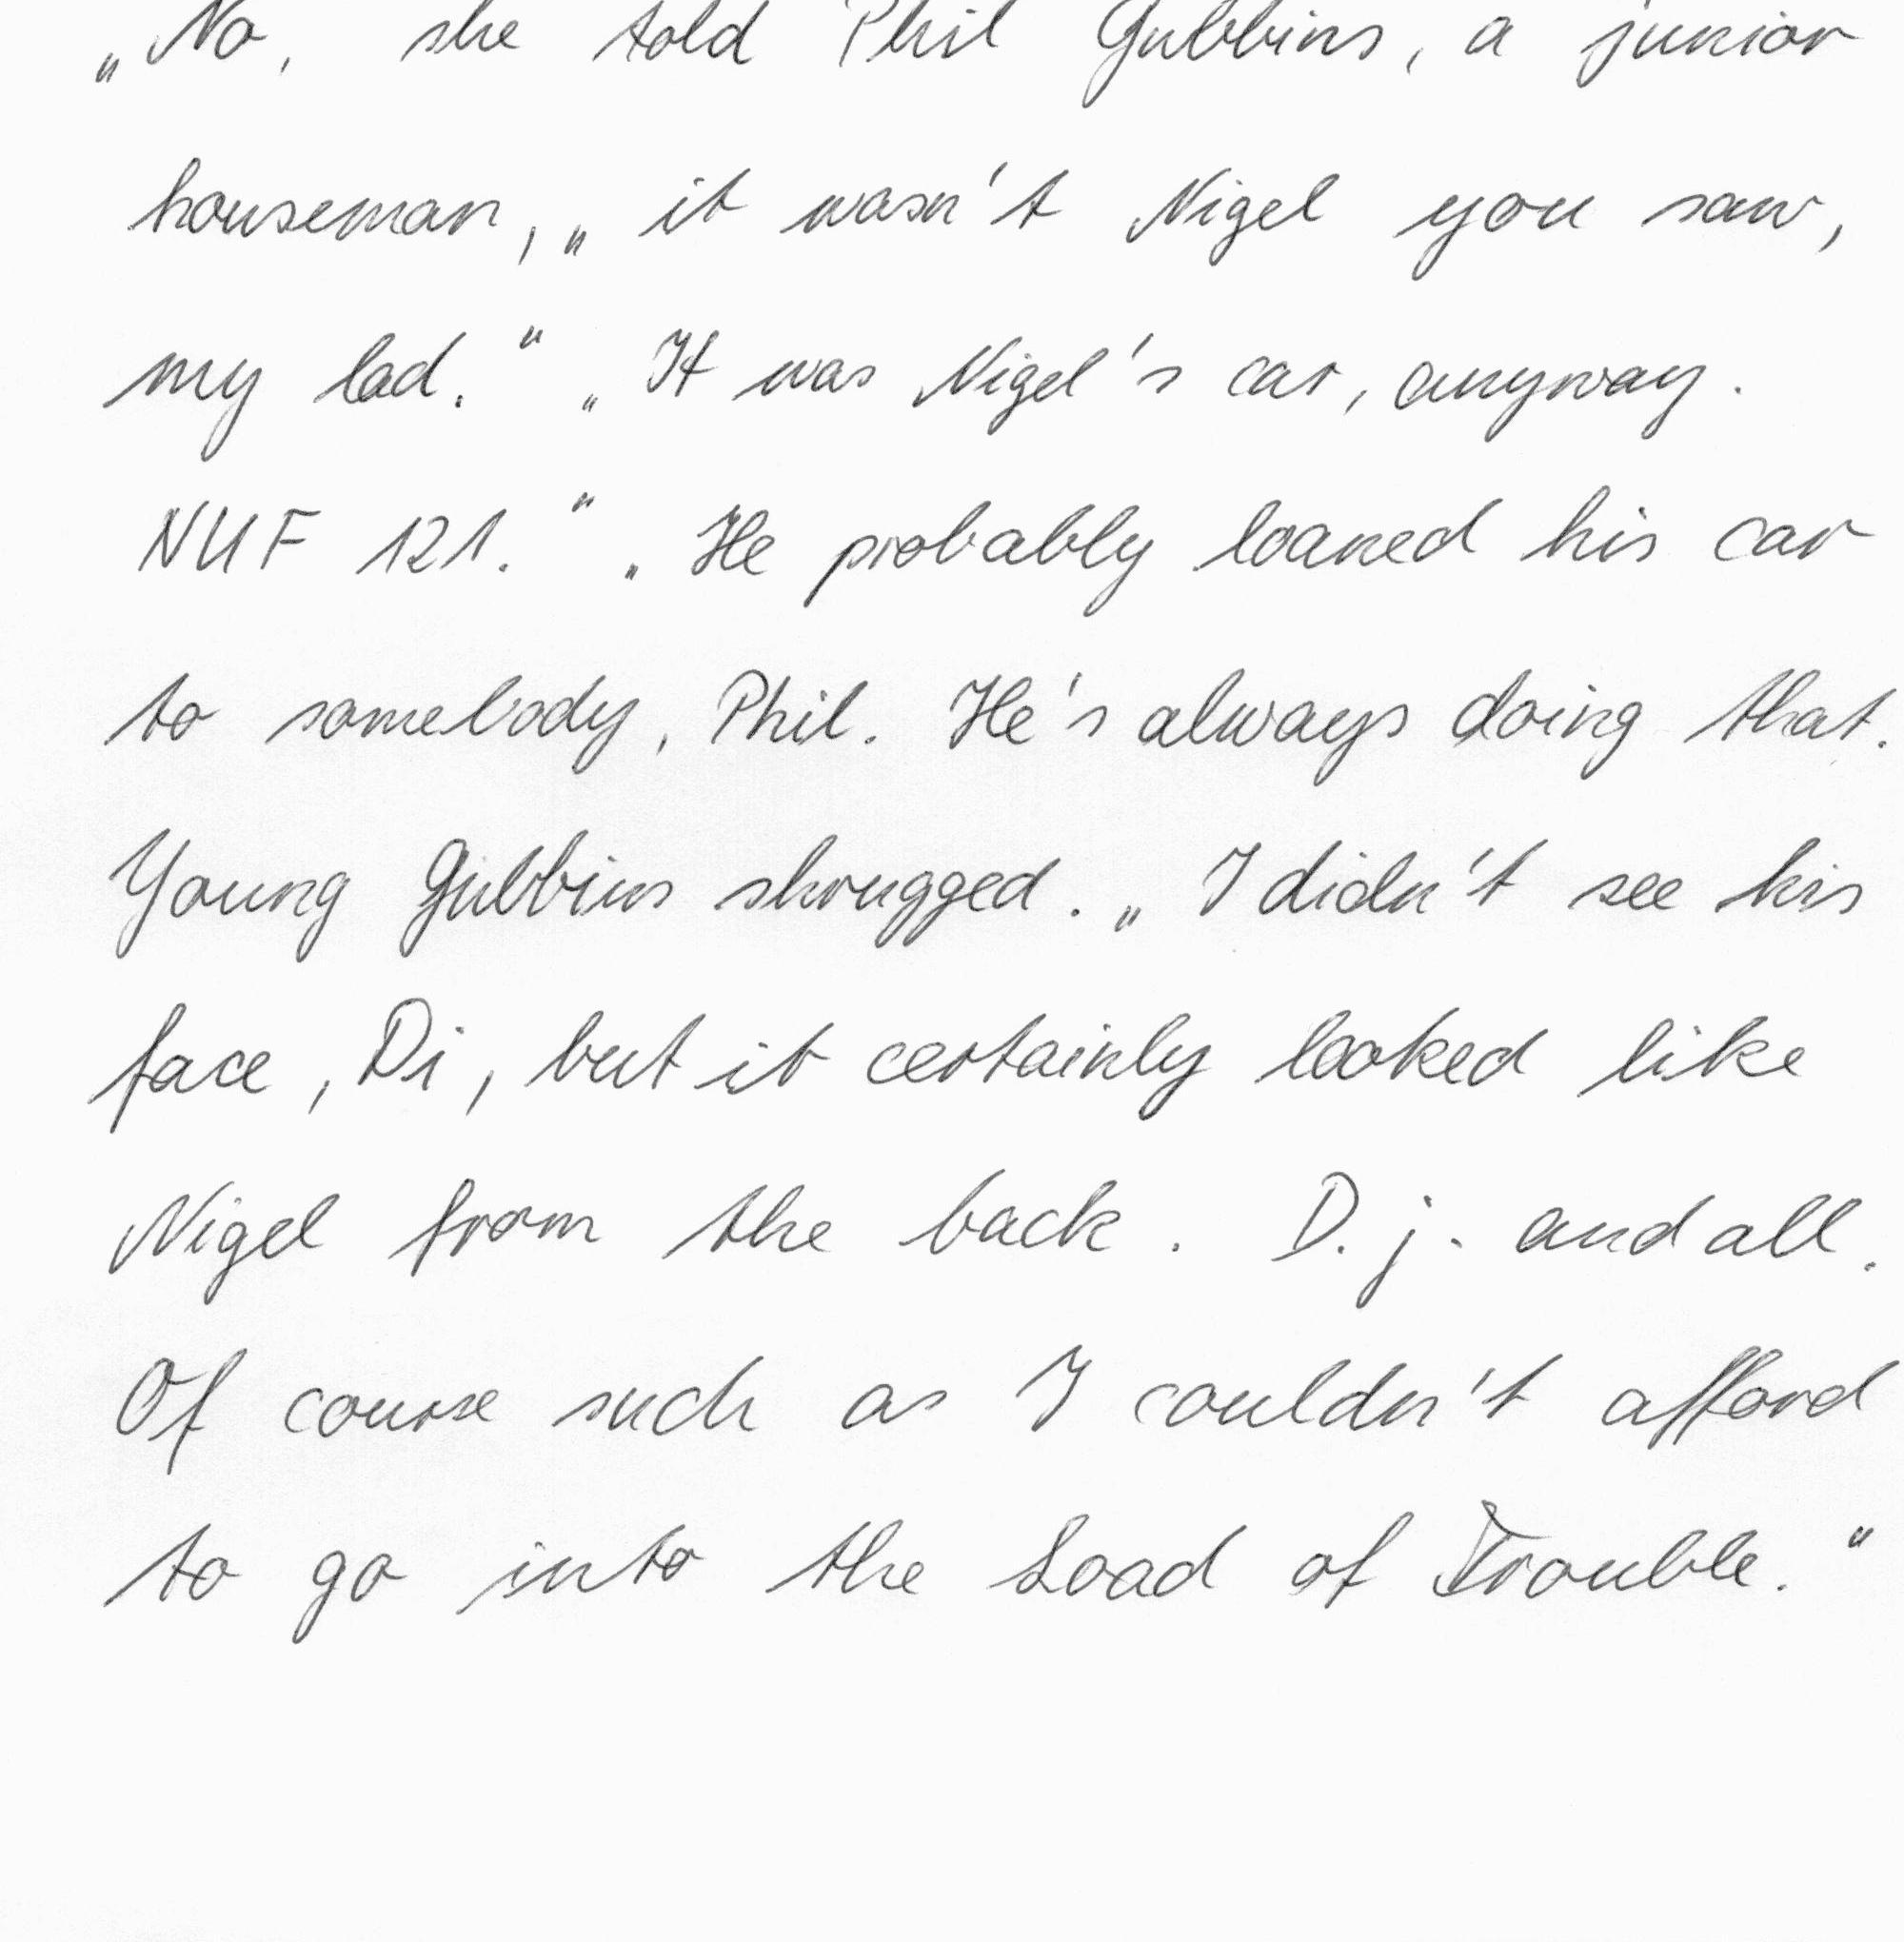 „No, she told Phil Gubbins, a junior
houseman, „ it wasn't Nigel you saw,
my lad." „ It was Nigel's car, anyway.
NUF 121." „ He probably loaned his car
to somebody, Phil. He's always doing that.
Young Gubbins shrugged. „ I didn't see his
face, Di, but it certainly looked like
Nigel from the back. D. j. and all.
Of course such as I couldn't afford
to go into the Load of Trouble."